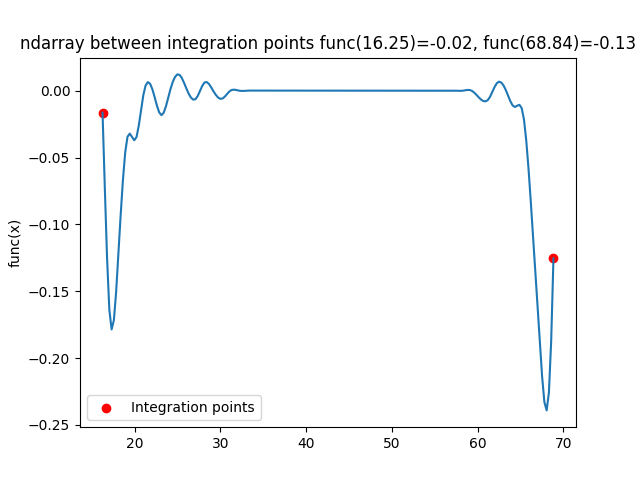 ndarray between integration points func(16.25)=-0.02, func(68.84)=-0.13
0.00
−0.05
−0.10
−0.15
−0.20
−0.25
func(x)
Integration points
20 30 40 50 60 70